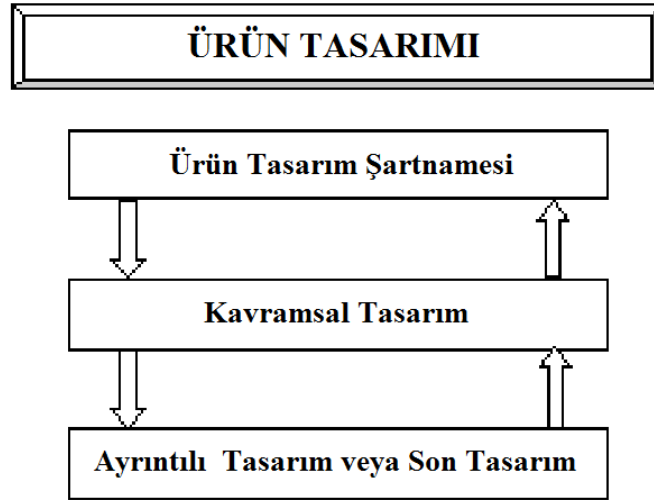 ÜRÜN TASARIMI
Ürün Tasarım Şartnamesi
Kavramsal Tasarım
Ayrıntılı Tasarım veya Son Tasarım